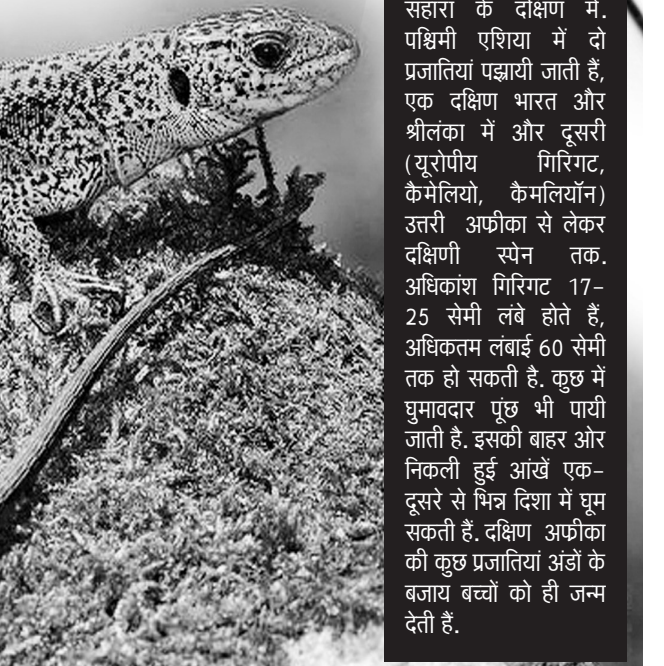 सहारा के दक्षिण में.
पश्चिमी एशिया में दो
प्रजातियां पझायी जाती हैं,
एक दक्षिण भारत और
श्रीलंका में और दूसरी
(यूरोपीय गिरिगट,
कैमेलियो, कैमलियॉन)
उत्तरी अफ्रीका से लेकर
दक्षिणी स्पेन तक.
अधिकांश गिरिगट 17-
25 सेमी लंबे होते हैं,
अधिकतम लंबाई 60 सेमी
तक हो सकती है. कुछ में
घुमावदार पूंछ भी पायी
जाती है. इसकी बाहर ओर
निकली हुई आंखें एक-
दूसरे से भिन्न दिशा में घूम
सकती हैं. दक्षिण अफ्रीका
की कुछ प्रजातियां अंडों के
बजाय बच्चों को ही जन्म
देती हैं.